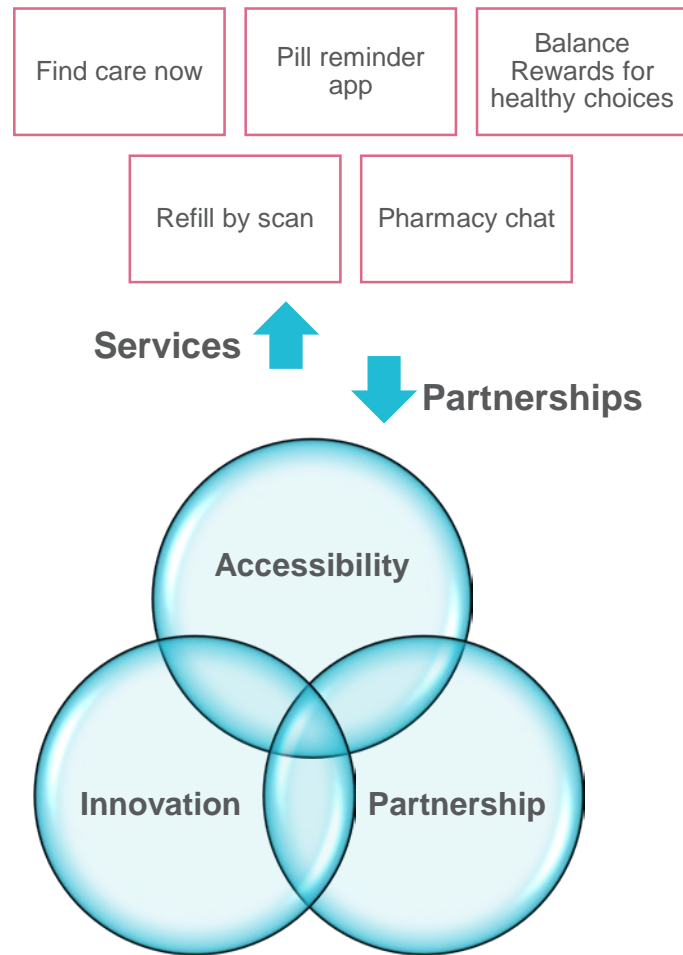 Find care now
Pill reminder
app
Balance
Rewards for
healthy choices
Refill by scan
Pharmacy chat
Services
Partnerships
Accessibility
Innovation
Partnership